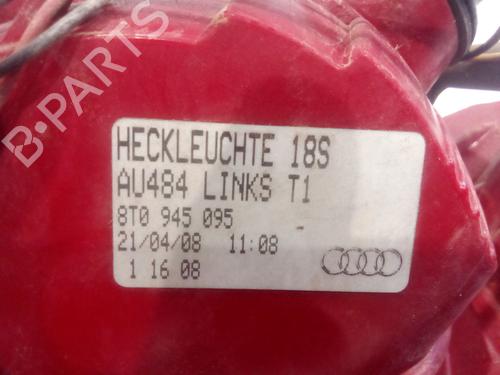 B-PARTS
HECKLEUCHTE 18S
AU484 LINKS T1
8T0 945 095 -
21/04/08 11:08
1 16 08